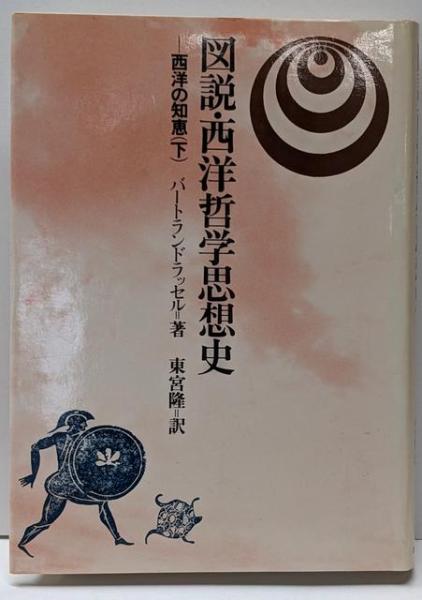 図説・西洋哲学思想史
―西洋の知恵(下)
バートランド・ラッセル=著
東宮隆=訳